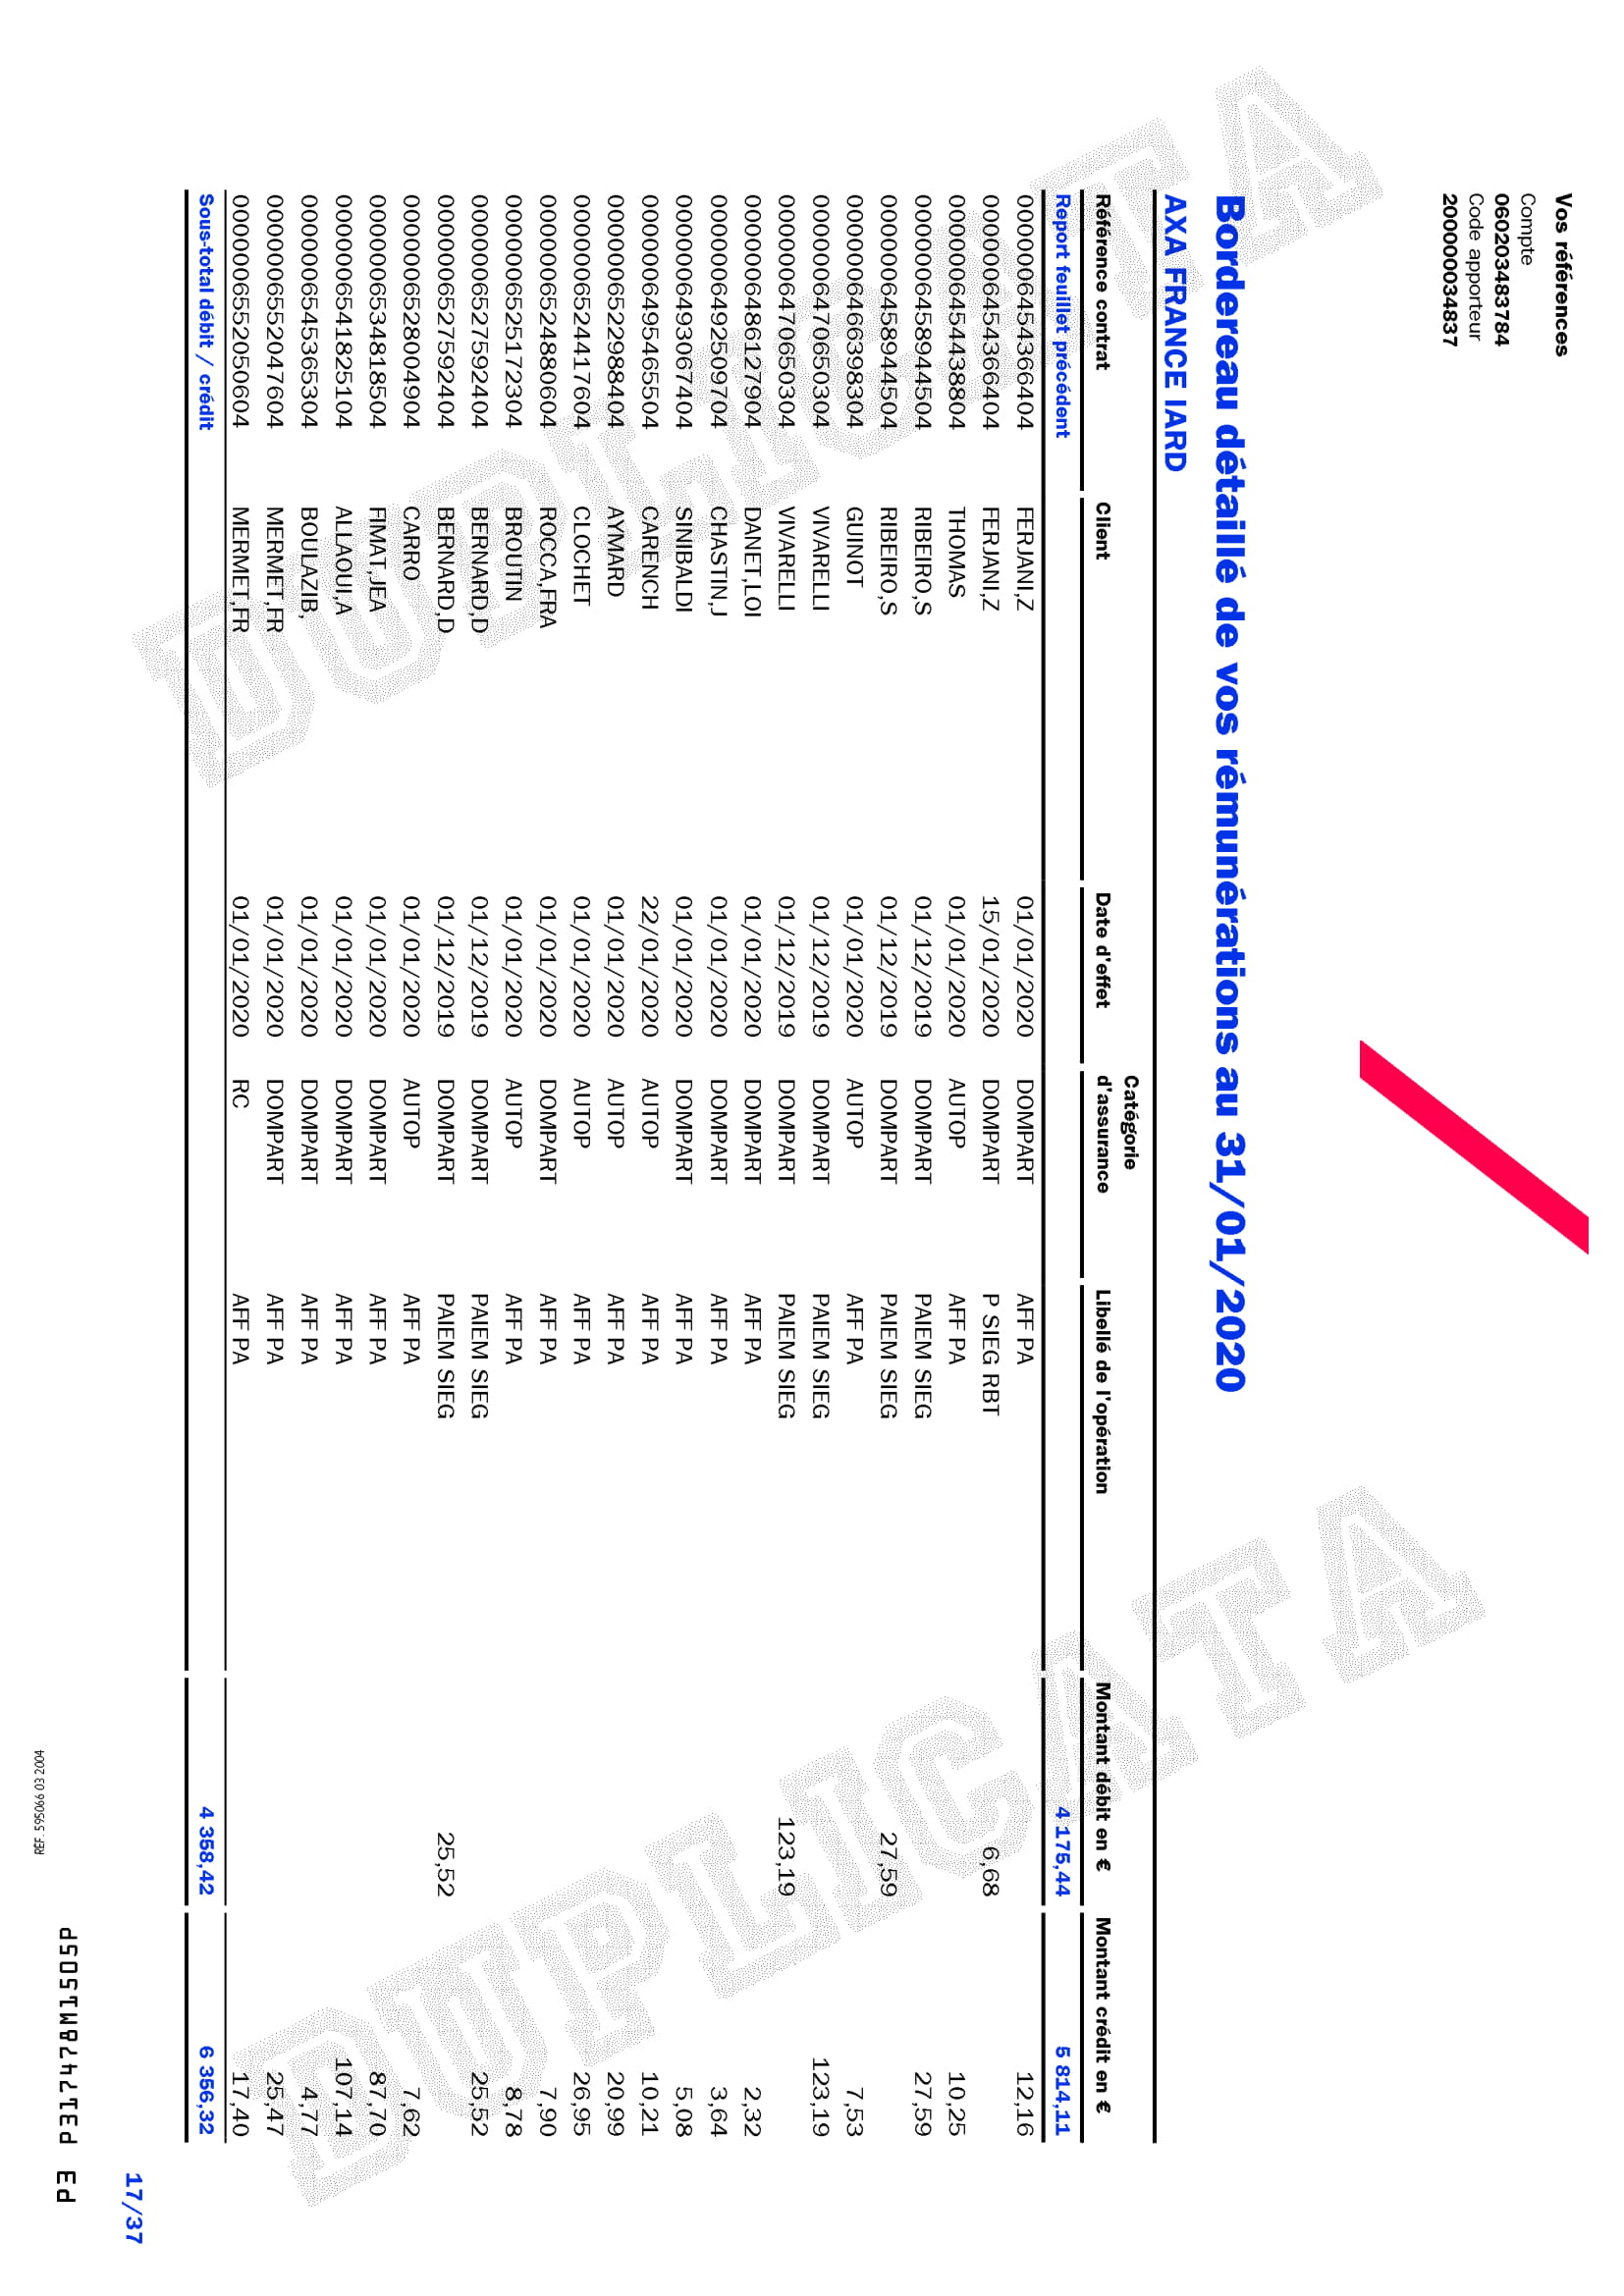 Vos références
Compte
060203483784
Code apporteur
2000034837
Bordereau détaillé de vos rémunérations au 31/01/2020
AXA FRANCE IARD
Référence contrat Client Date d'effet Catégorie d'assurance Libellé de l'opération Montant débit en € Montant crédit en €
Report feuillet précédent 4 175,44 5 814,11
0000006454366404 FERJANI,Z 01/01/2020 DOMPART AFF PA 12,16
0000006454366404 FERJANI,Z 15/01/2020 DOMPART P SIEG RBT 6,68
0000006454438804 THOMAS 01/01/2020 AUTOP AFF PA 10,25
0000006458944504 RIBEIRO,S 01/12/2019 DOMPART PAIEM SIEG 27,59
0000006458944504 RIBEIRO,S 01/12/2019 DOMPART PAIEM SIEG 27,59
0000006466398304 GUINOT 01/01/2020 AUTOP AFF PA 7,53
0000006470650304 VIVARELLI 01/12/2019 DOMPART PAIEM SIEG 123,19
0000006470650304 VIVARELLI 01/12/2019 DOMPART PAIEM SIEG 123,19
0000006486127904 DANET,LOI 01/01/2020 DOMPART AFF PA 2,32
0000006492509704 CHASTIN,J 01/01/2020 DOMPART AFF PA 3,64
0000006493067404 SINIBALDI 01/01/2020 DOMPART AFF PA 5,08
0000006495465504 CARENCH 22/01/2020 AUTOP AFF PA 10,21
0000006522988404 AYMARD 01/01/2020 AUTOP AFF PA 20,99
0000006524417604 CLOCHET 01/01/2020 AUTOP AFF PA 26,95
0000006524880604 ROCCA,FRA 01/01/2020 DOMPART AFF PA 7,90
0000006525172304 BROUTIN 01/01/2020 AUTOP AFF PA 8,78
0000006527592404 BERNARD,D 01/12/2019 DOMPART PAIEM SIEG 25,52
0000006527592404 BERNARD,D 01/12/2019 DOMPART PAIEM SIEG 25,52
0000006528004904 CARRO 01/01/2020 AUTOP AFF PA 7,62
0000006534818504 FIMAT,JEA 01/01/2020 DOMPART AFF PA 87,70
0000006541825104 ALLAOUI,A 01/01/2020 DOMPART AFF PA 107,14
0000006545365304 BOULAZIB, 01/01/2020 DOMPART AFF PA 4,77
0000006552047604 MERMET,FR 01/01/2020 DOMPART AFF PA 25,47
0000006552050604 MERMET,FR 01/01/2020 RC AFF PA 17,40
Sous-total débit / crédit 4 358,42 6 356,32
DUPLICATA
DUPLICATA
17/37
REF. 595066 03 2004